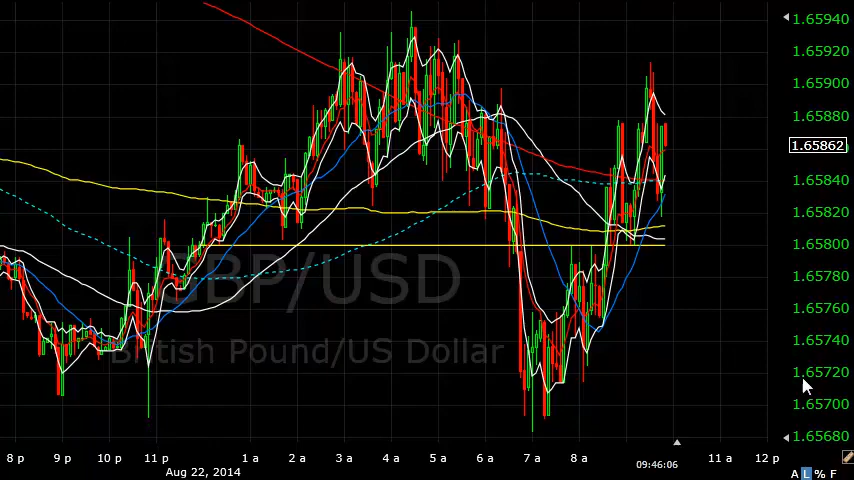 1.65940
1.65920
1.65900
1.65880
1.65862
1.65840
1.65820
1.65800
1.65780
1.65760
1.65740
1.65720
1.65700
1.65680
GBP/USD
British Pound/US Dollar
8 p 9 p 10 p 11 p 1 a 2 a 3 a 4 a 5 a 6 a 7 a 8 a 09:46:06 11 a 12 p
Aug 22, 2014
A L % F